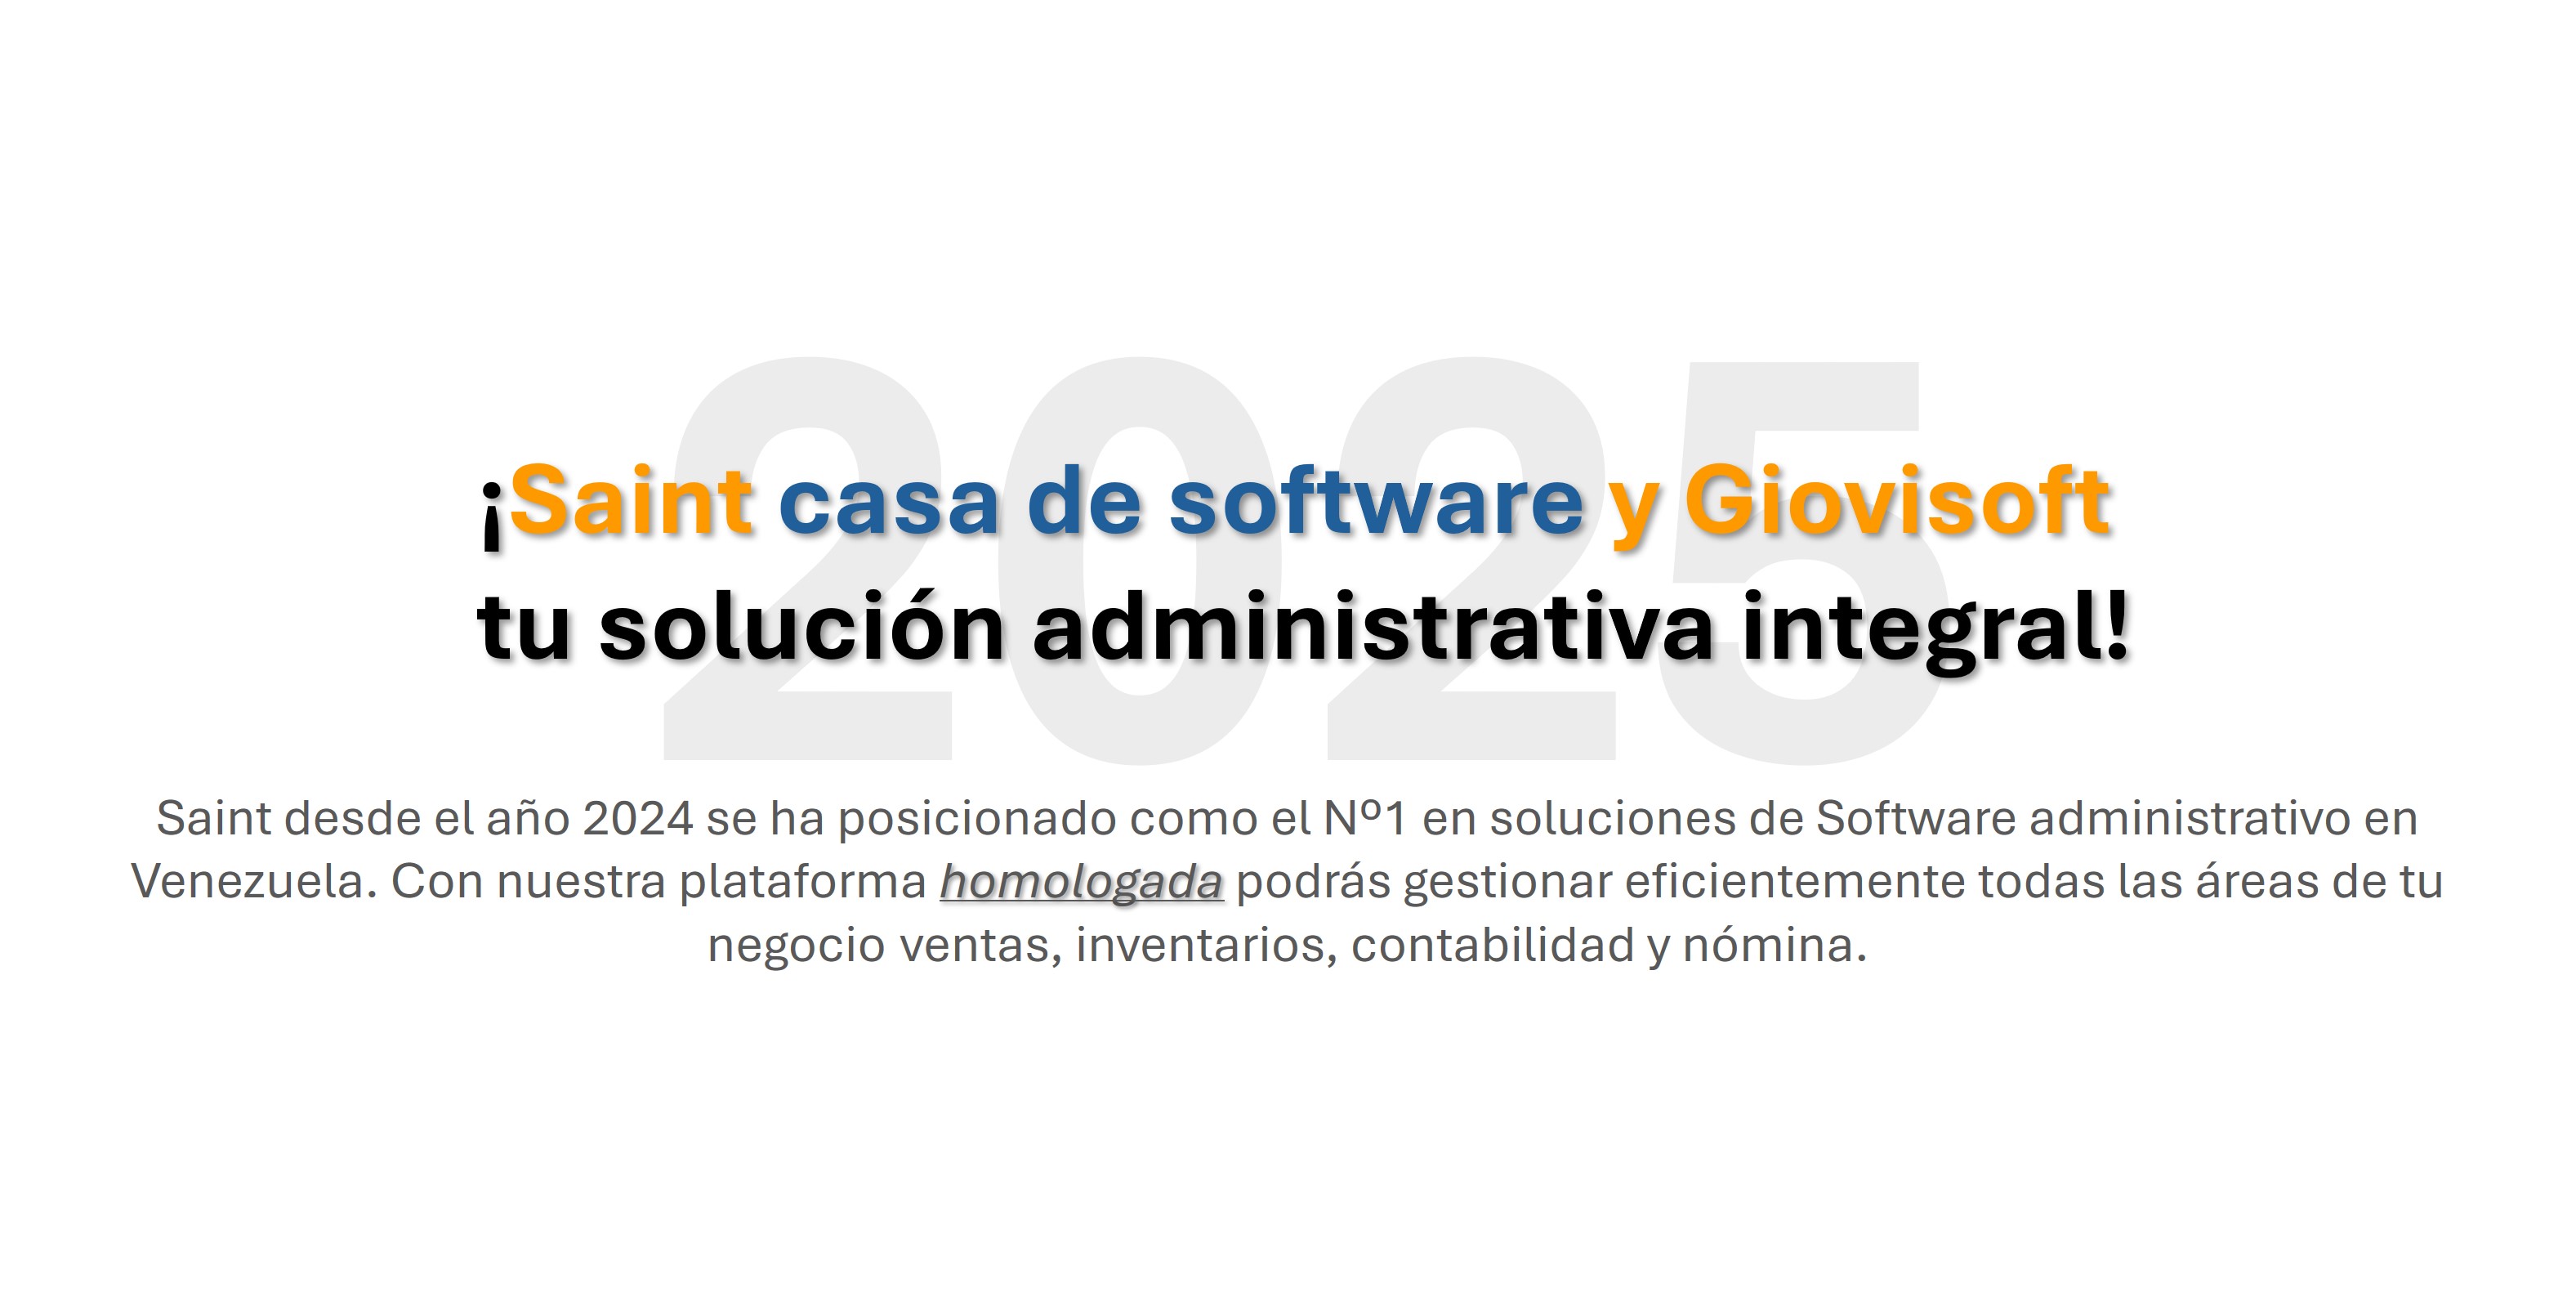 2025
¡Saint casa de software y Giovisoft
tu solución administrativa integral!
Saint desde el año 2024 se ha posicionado como el Nº1 en soluciones de Software administrativo en
Venezuela. Con nuestra plataforma homologada podrás gestionar eficientemente todas las áreas de tu
negocio ventas, inventarios, contabilidad y nómina.